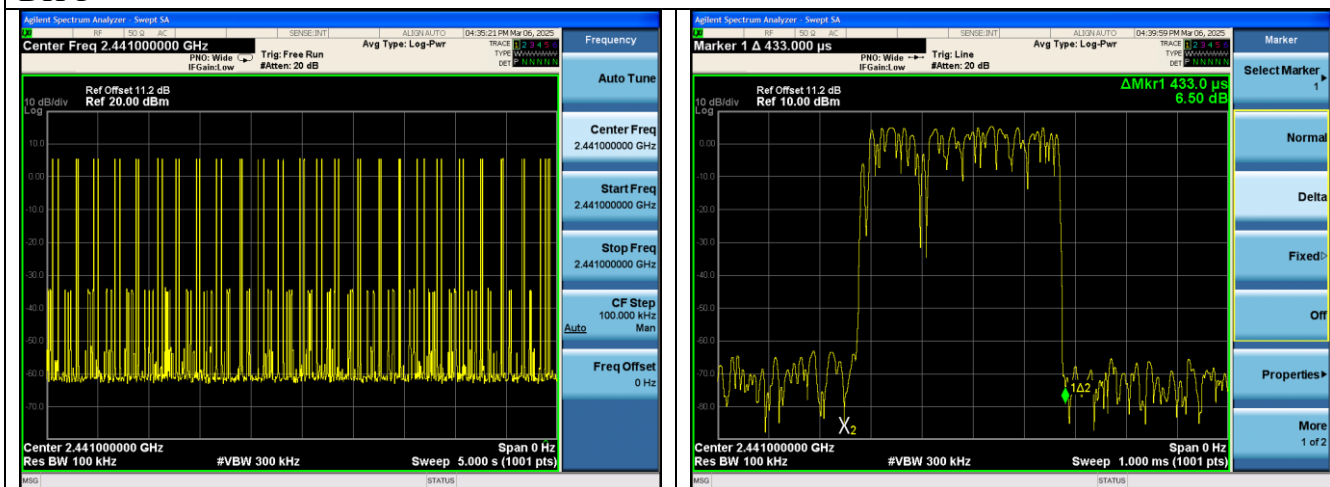 Agilent Spectrum Analyzer - Swept SA
RF 50 Ω AC SENSE:INT ALIGN AUTO 04:35:21 PM Mar 06, 2025
Center Freq 2.441000000 GHz
PNO: Wide
IFGain:Low
Trig: Free Run
#Atten: 20 dB
Avg Type: Log-Pwr
TRACE 1 2 3 4 5 6
TYPE
DET P N N N N N
Ref Offset 11.2 dB
10 dB/div Ref 20.00 dBm
Log
10.0
0.00
-10.0
-20.0
-30.0
-40.0
-50.0
-60.0
-70.0
Center 2.441000000 GHz Span 0 Hz
Res BW 100 kHz #VBW 300 kHz Sweep 5.000 s (1001 pts)
MSG STATUS
Frequency
Auto Tune
Center Freq
2.441000000 GHz
Start Freq
2.441000000 GHz
Stop Freq
2.441000000 GHz
CF Step
100.000 kHz
Auto Man
Freq Offset
0 Hz
Agilent Spectrum Analyzer - Swept SA
RF 50 Ω AC SENSE:INT ALIGN AUTO 04:39:59 PM Mar 06, 2025
Marker 1 Δ 433.000 µs
PNO: Wide
IFGain:Low
Trig: Line
#Atten: 20 dB
Avg Type: Log-Pwr
TRACE 1 2 3 4 5 6
TYPE
DET P N N N N N
ΔMkr1 433.0 µs
6.50 dB
Ref Offset 11.2 dB
10 dB/div Ref 10.00 dBm
Log
0.00
-10.0
-20.0
-30.0
-40.0
-50.0
-60.0
-70.0
-80.0
1Δ2
X2
Center 2.441000000 GHz Span 0 Hz
Res BW 100 kHz #VBW 300 kHz Sweep 1.000 ms (1001 pts)
MSG STATUS
Marker
Select Marker
1
Normal
Delta
Fixed
Off
Properties
More
1 of 2